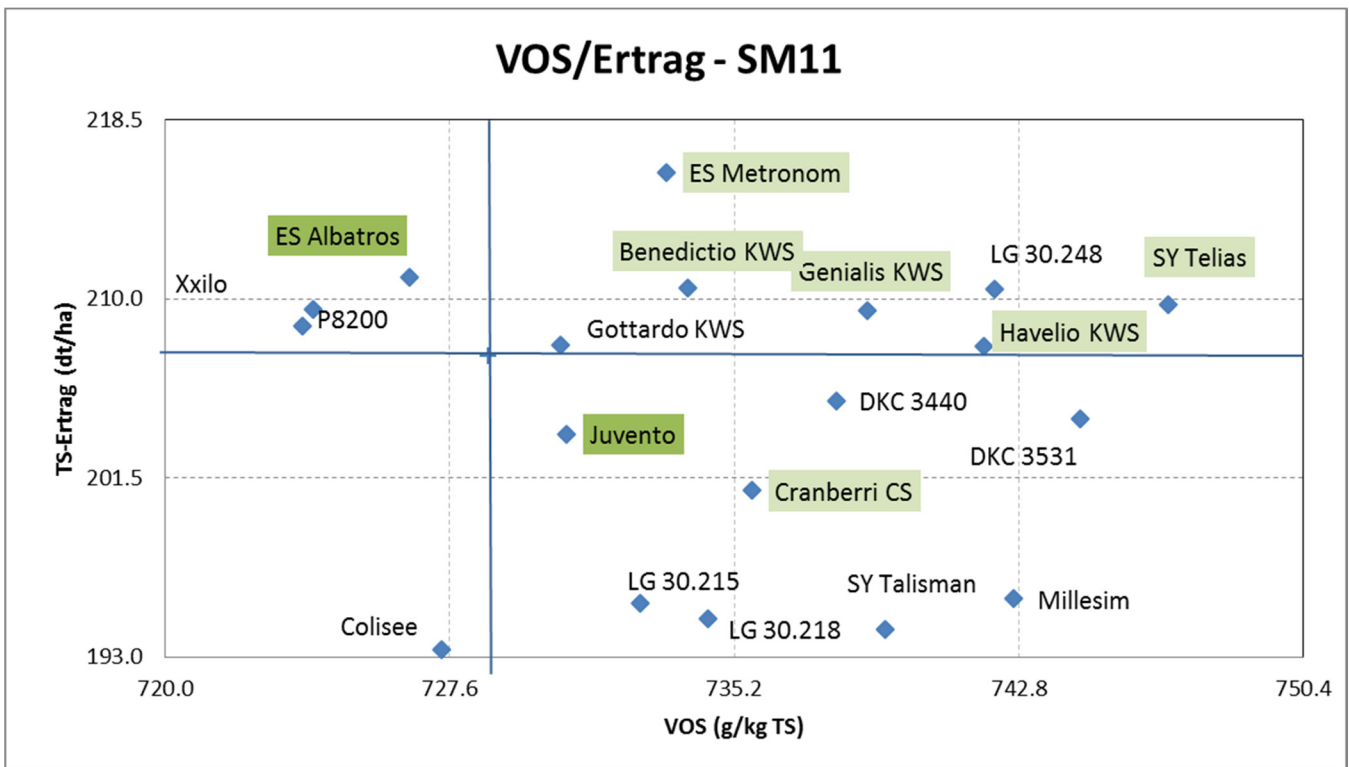 VOS/Ertrag - SM11
218.5
ES Metronom
ES Albatros
Benedictio KWS
LG 30.248
SY Telias
Genialis KWS
Xxilo
210.0
P8200
Gottardo KWS
Havelio KWS
TS-Ertrag (dt/ha)
DKC 3440
Juvento
DKC 3531
201.5
Cranberri CS
LG 30.215
SY Talisman
Millesim
Colisee
LG 30.218
193.0
720.0 727.6 735.2 742.8 750.4
VOS (g/kg TS)